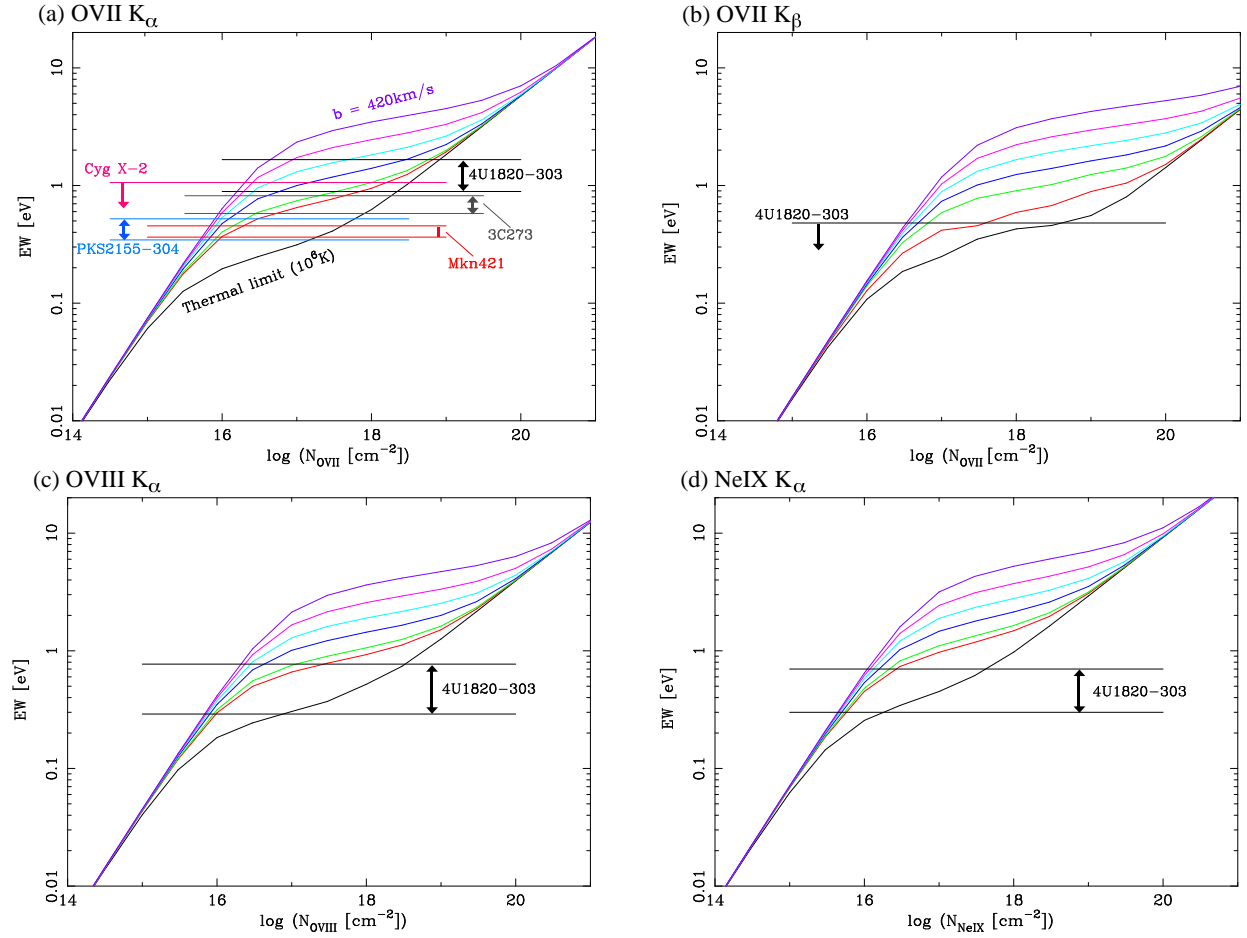 (a) OVII Kα
10
1
0.1
0.01
EW [eV]
b = 420km/s
Cyg X-2
4U1820-303
3C273
PKS2155-304
Mkn421
Thermal limit (10⁶K)
14 16 18 20
log (N_OVII [cm⁻²])
(b) OVII Kβ
10
1
0.1
0.01
EW [eV]
4U1820-303
14 16 18 20
log (N_OVII [cm⁻²])
(c) OVIII Kα
10
1
0.1
0.01
EW [eV]
4U1820-303
14 16 18 20
log (N_OVIII [cm⁻²])
(d) NeIX Kα
10
1
0.1
0.01
EW [eV]
4U1820-303
14 16 18 20
log (N_NeIX [cm⁻²])